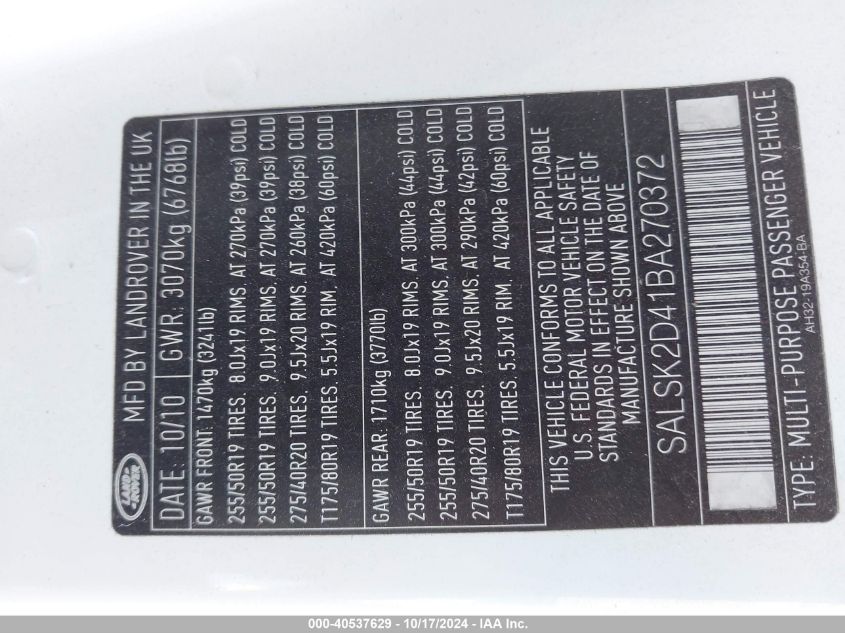 LAND
ROVER
MFD BY LANDROVER IN THE UK
DATE: 10/10 GWR: 3070kg (6768lb)
GAWR FRONT: 1470kg (3241lb)
255/50R19 TIRES. 8.0Jx19 RIMS. AT 270kPa (39psi) COLD
255/50R19 TIRES. 9.0Jx19 RIMS. AT 270kPa (39psi) COLD
275/40R20 TIRES. 9.5Jx20 RIMS. AT 260kPa (38psi) COLD
T175/80R19 TIRES. 5.5Jx19 RIM. AT 420kPa (60psi) COLD
GAWR REAR: 1710kg (3770lb)
255/50R19 TIRES. 8.0Jx19 RIMS. AT 300kPa (44psi) COLD
255/50R19 TIRES. 9.0Jx19 RIMS. AT 300kPa (44psi) COLD
275/40R20 TIRES. 9.5Jx20 RIMS. AT 290kPa (42psi) COLD
T175/80R19 TIRES. 5.5Jx19 RIM. AT 420kPa (60psi) COLD
THIS VEHICLE CONFORMS TO ALL APPLICABLE
U.S. FEDERAL MOTOR VEHICLE SAFETY
STANDARDS IN EFFECT ON THE DATE OF
MANUFACTURE SHOWN ABOVE
SALSK2D41BA270372
TYPE: MULTI-PURPOSE PASSENGER VEHICLE
AH32-19A354-BA
000-40537629 - 10/17/2024 - IAA Inc.